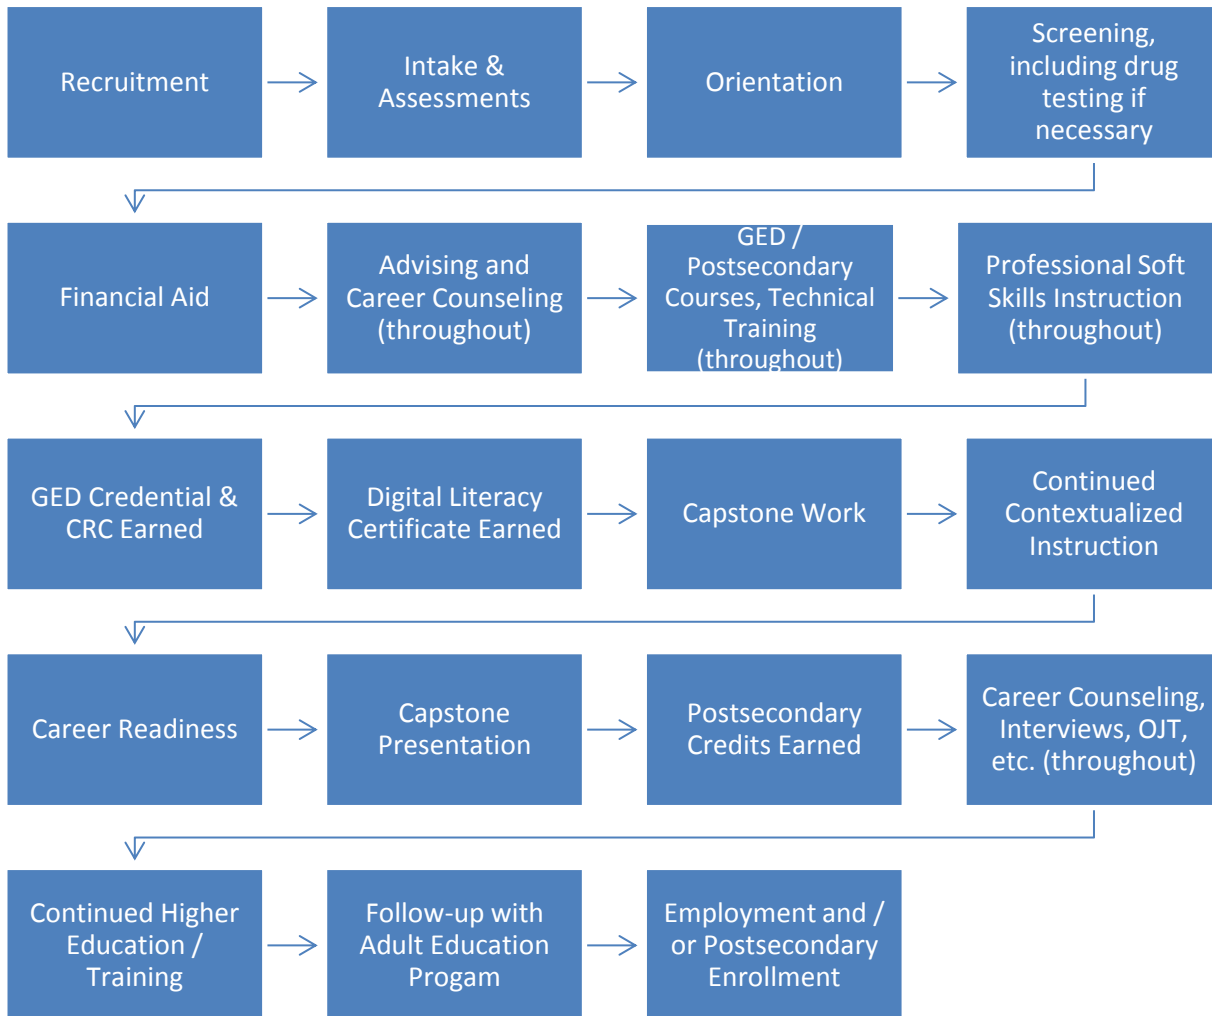 Recruitment
Intake &
Assessments
Orientation
Screening,
including drug
testing if
necessary
Financial Aid
Advising and
Career Counseling
(throughout)
GED /
Postsecondary
Courses, Technical
Training
(throughout)
Professional Soft
Skills Instruction
(throughout)
GED Credential &
CRC Earned
Digital Literacy
Certificate Earned
Capstone Work
Continued
Contextualized
Instruction
Career Readiness
Capstone
Presentation
Postsecondary
Credits Earned
Career Counseling,
Interviews, OJT,
etc. (throughout)
Continued Higher
Education /
Training
Follow-up with
Adult Education
Progam
Employment and /
or Postsecondary
Enrollment